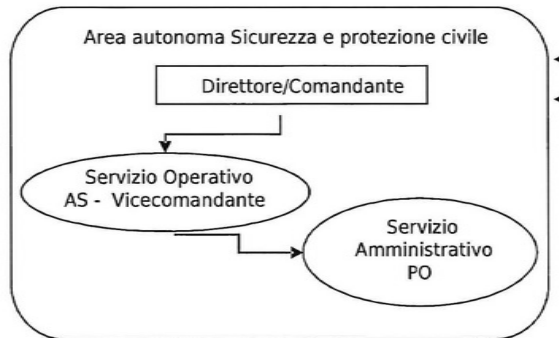 Area autonoma Sicurezza e protezione civile
Direttore/Comandante
Servizio Operativo
AS - Vicecomandante
Servizio
Amministrativo
PO